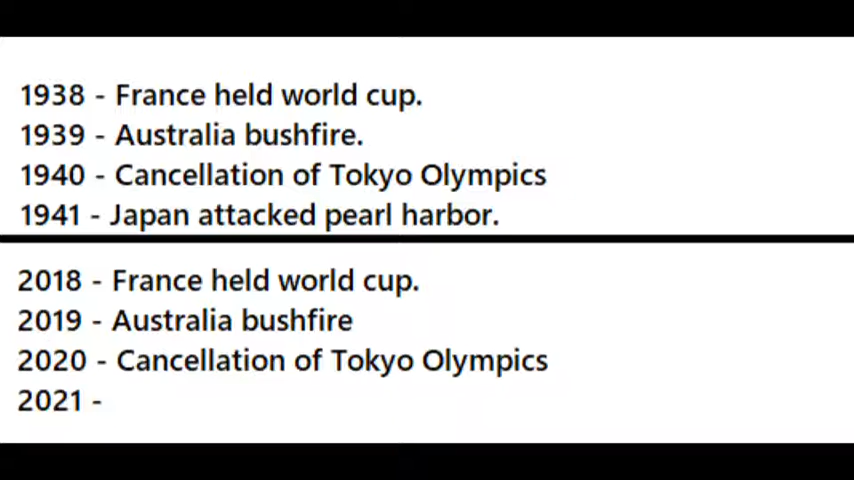 1938 - France held world cup.
1939 - Australia bushfire.
1940 - Cancellation of Tokyo Olympics
1941 - Japan attacked pearl harbor.
2018 - France held world cup.
2019 - Australia bushfire
2020 - Cancellation of Tokyo Olympics
2021 -